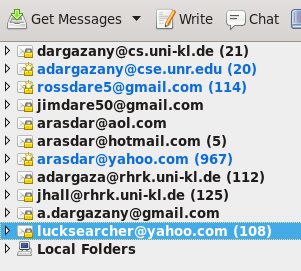 Get Messages Write Chat
dargazany@cs.uni-kl.de (21)
adargazany@cse.unr.edu (20)
rossdare5@gmail.com (114)
jimdare50@gmail.com
arasdar@aol.com
arasdar@hotmail.com (5)
arasdar@yahoo.com (967)
adargaza@rhrk.uni-kl.de (112)
jhall@rhrk.uni-kl.de (125)
a.dargazany@gmail.com
lucksearcher@yahoo.com (108)
Local Folders